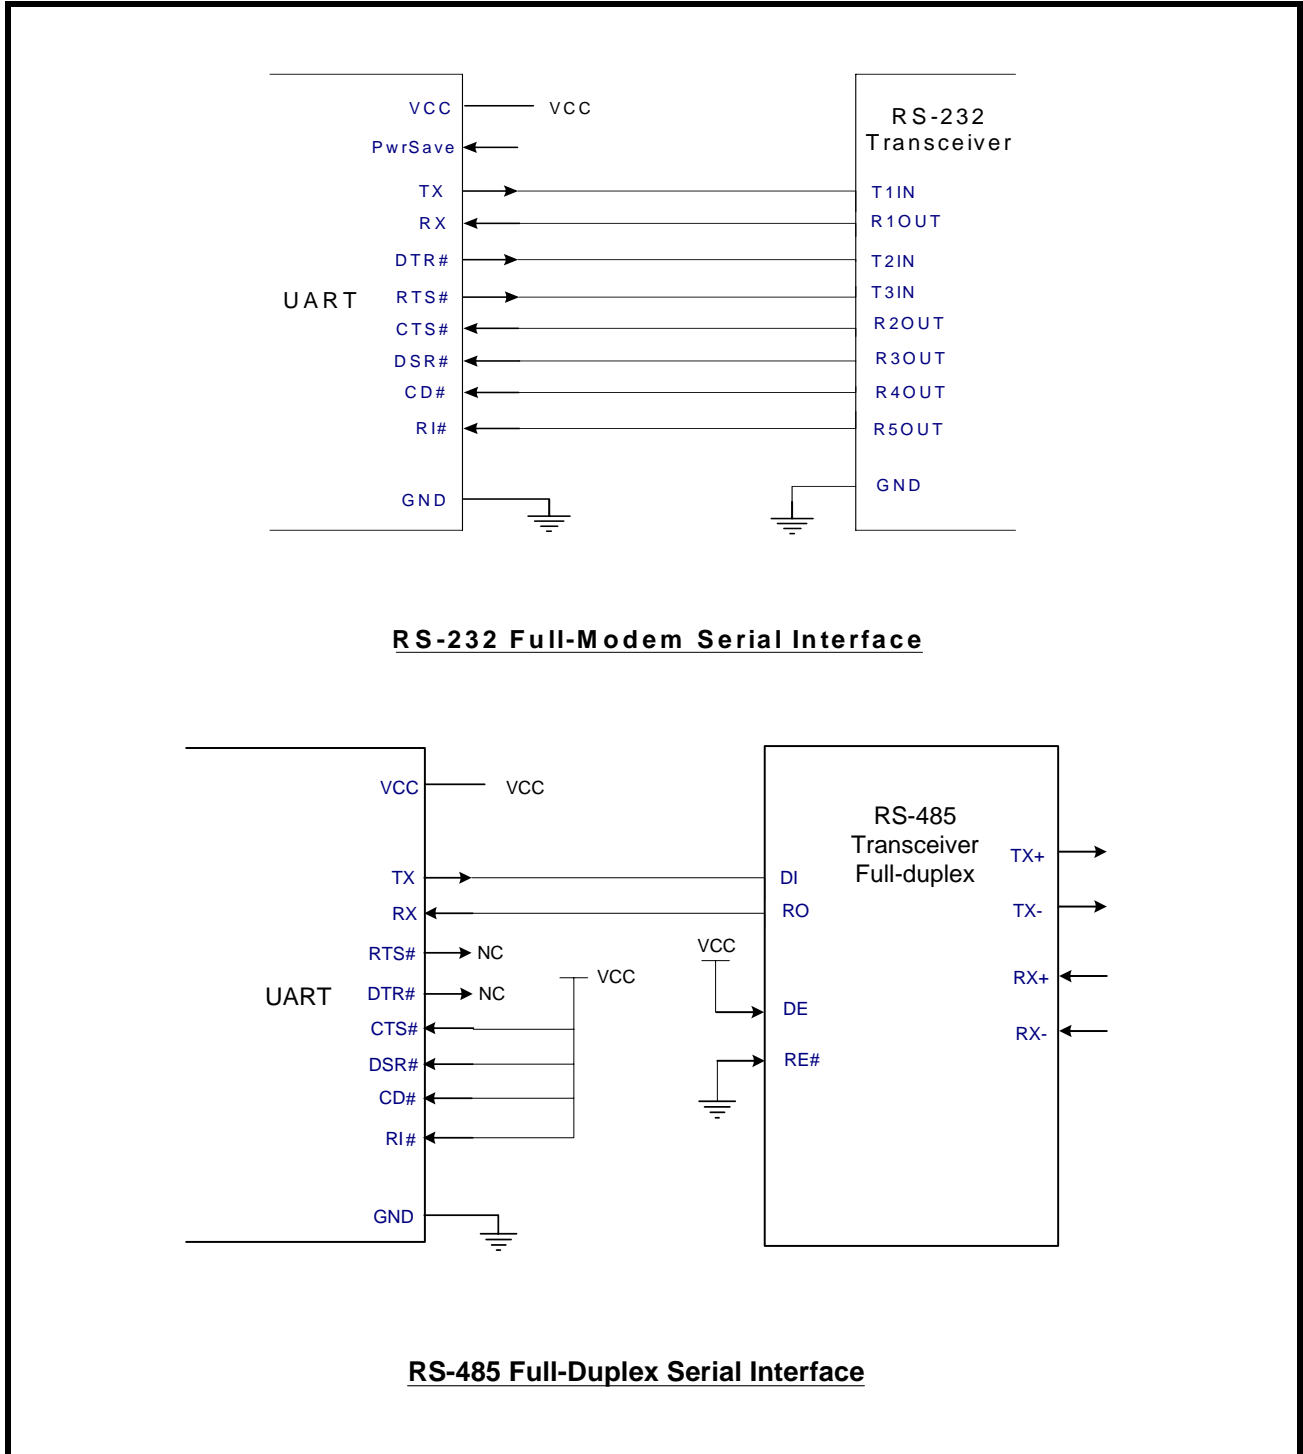 VCC VCC
RS-232
Transceiver
PwrSave
TX T1IN
RX R1OUT
DTR# T2IN
UART RTS# T3IN
CTS# R2OUT
DSR# R3OUT
CD# R4OUT
RI# R5OUT
GND GND
RS-232 Full-Modem Serial Interface
VCC VCC
RS-485
Transceiver
Full-duplex
TX+
TX DI
RX RO TX-
RTS# NC VCC
VCC RX+
UART DTR# NC
DE
CTS# RX-
DSR# RE#
CD#
RI#
GND
RS-485 Full-Duplex Serial Interface